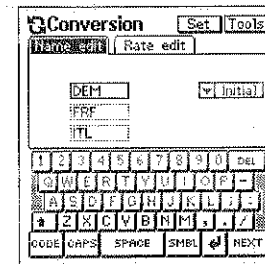 Conversion Set Tools
Name edit Rate edit
DEM Initial
FRF
ITL
1 2 3 4 5 6 7 8 9 0 DEL
Q W E R T Y U I O P -
A S D F G H J K L ; :
Z X C V B N M , . /
CODE CAPS SPACE SMBL NEXT